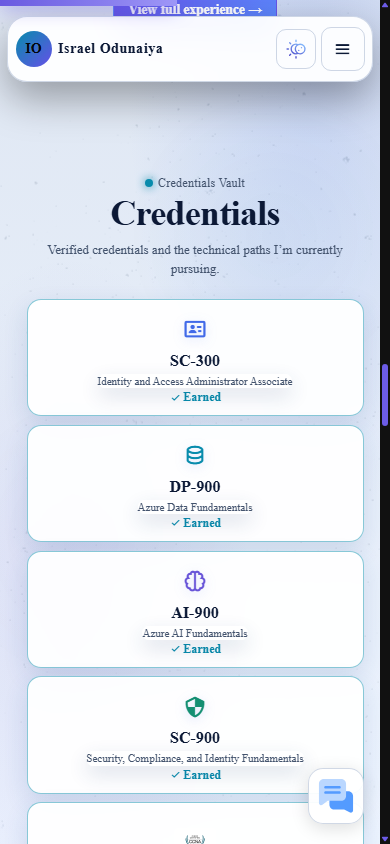 View full experience →
IO Israel Odunaiya
Credentials Vault
Credentials
Verified credentials and the technical paths I'm currently
pursuing.
SC-300
Identity and Access Administrator Associate
✓ Earned
DP-900
Azure Data Fundamentals
✓ Earned
AI-900
Azure AI Fundamentals
✓ Earned
SC-900
Security, Compliance, and Identity Fundamentals
✓ Earned
CCNA